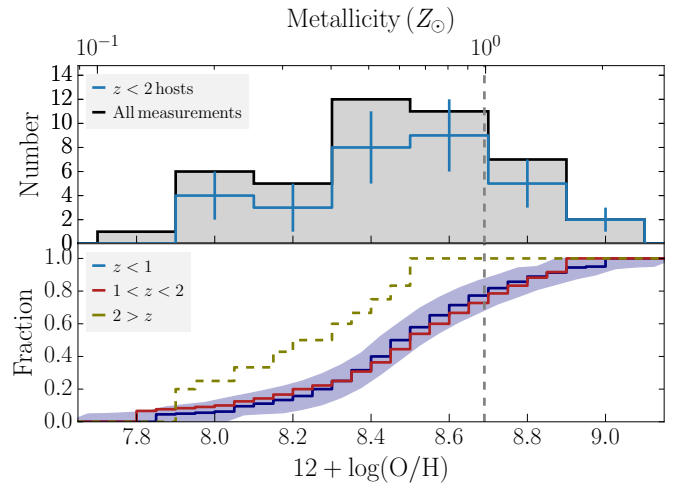 Metallicity (Z⊙)
10⁻¹ 10⁰
14
12
10
8
6
4
2
0
Number
z < 2 hosts
All measurements
1.0
0.8
0.6
0.4
0.2
0.0
Fraction
z < 1
1 < z < 2
2 > z
7.8 8.0 8.2 8.4 8.6 8.8 9.0
12 + log(O/H)